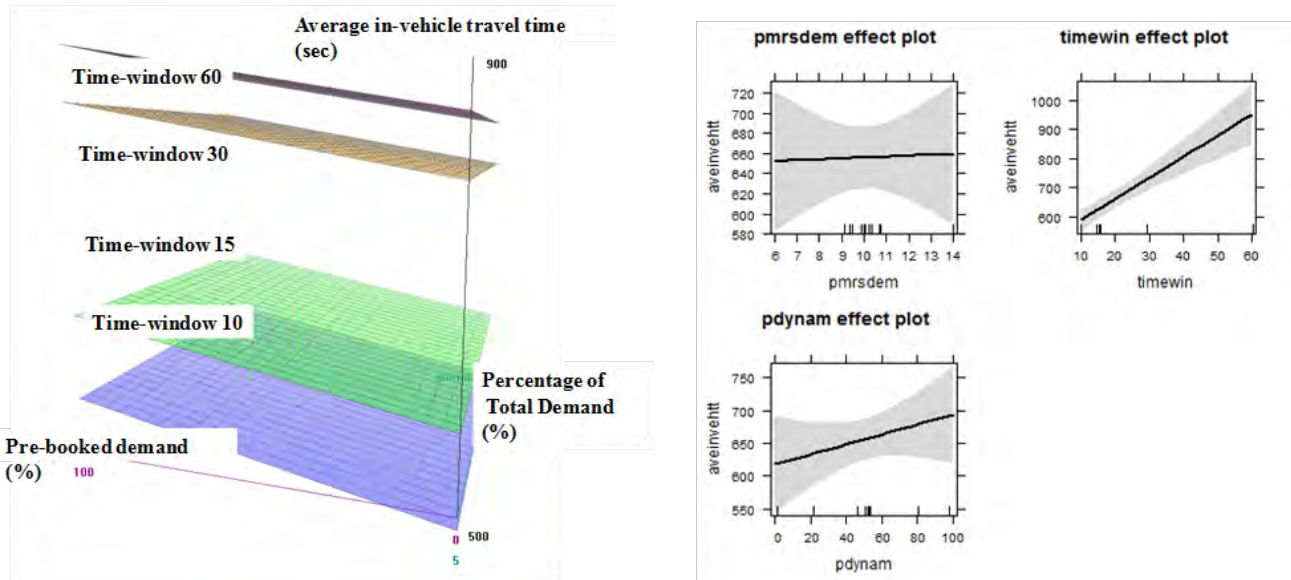 Average in-vehicle travel time
(sec)
900
Time-window 60
Time-window 30
Time-window 15
Time-window 10
Percentage of
Total Demand
(%)
Pre-booked demand
(%)
100
0
500
5
pmrsdem effect plot
aveinvehtt
720
700
680
660
640
620
600
580
6 7 8 9 10 11 12 13 14
pmrsdem
timewin effect plot
aveinvehtt
1000
900
800
700
600
10 20 30 40 50 60
timewin
pdynam effect plot
aveinvehtt
750
700
650
600
550
0 20 40 60 80 100
pdynam